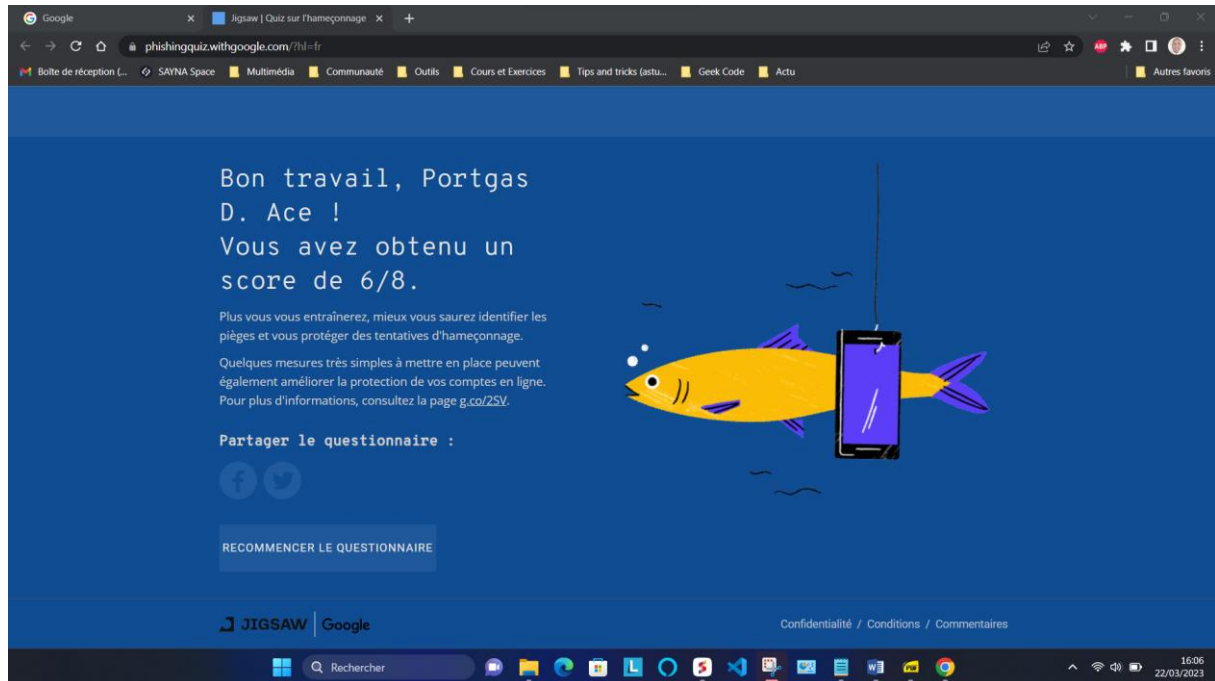 Google
Jigsaw | Quiz sur l'hameçonnage
phishingquiz.withgoogle.com/?hl=fr
Boîte de réception (...
SAYNA Space
Multimédia
Communauté
Outils
Cours et Exercices
Tips and tricks (astu...
Geek Code
Actu
Autres favoris
Bon travail, Portgas
D. Ace !
Vous avez obtenu un
score de 6/8.
Plus vous vous entraînerez, mieux vous saurez identifier les
pièges et vous protéger des tentatives d'hameçonnage.
Quelques mesures très simples à mettre en place peuvent
également améliorer la protection de vos comptes en ligne.
Pour plus d'informations, consultez la page g.co/2SV.
Partager le questionnaire :
RECOMMENCER LE QUESTIONNAIRE
JIGSAW | Google
Confidentialité / Conditions / Commentaires
Rechercher
16:06
22/03/2023